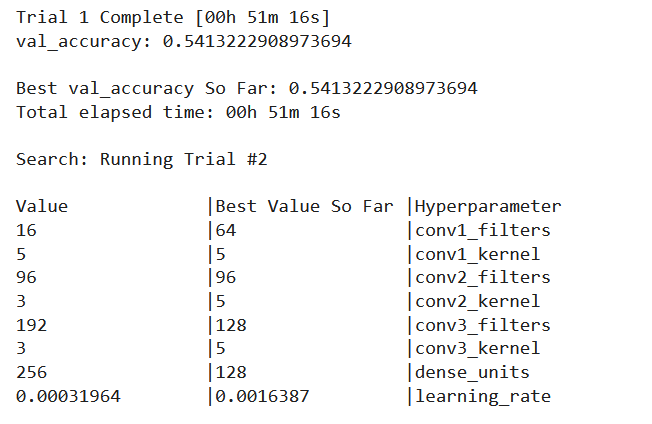 Trial 1 Complete [00h 51m 16s]
val_accuracy: 0.5413222908973694
Best val_accuracy So Far: 0.5413222908973694
Total elapsed time: 00h 51m 16s
Search: Running Trial #2
Value |Best Value So Far |Hyperparameter
16 |64 |conv1_filters
5 |5 |conv1_kernel
96 |96 |conv2_filters
3 |5 |conv2_kernel
192 |128 |conv3_filters
3 |5 |conv3_kernel
256 |128 |dense_units
0.00031964 |0.0016387 |learning_rate